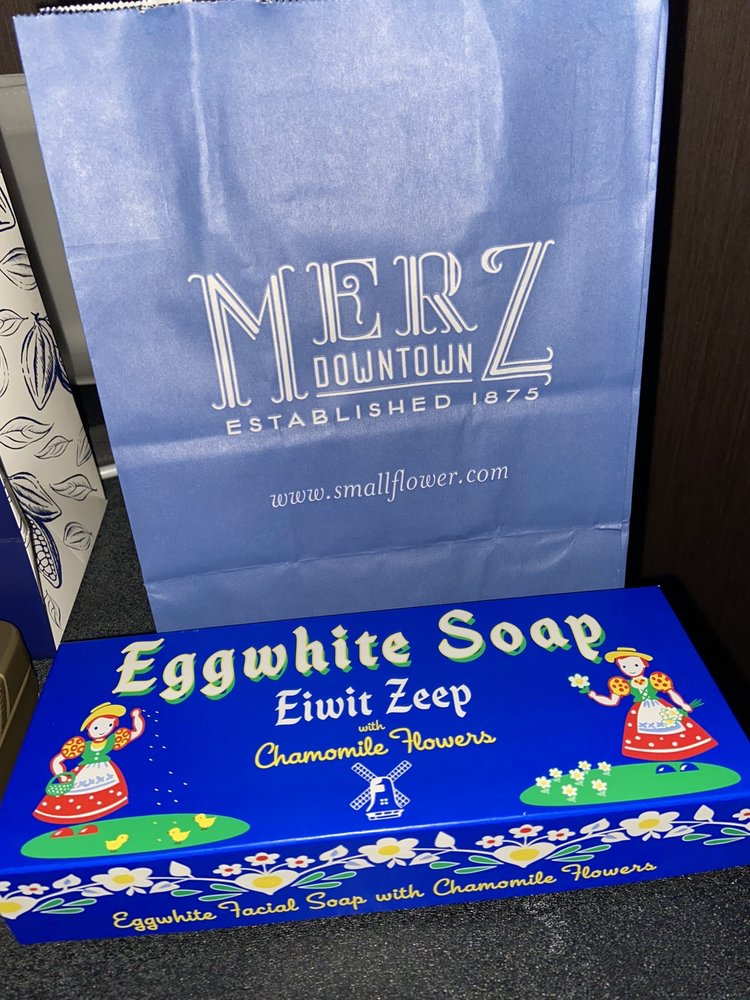 MERZ
DOWNTOWN
ESTABLISHED 1875
www.smallflower.com
Eggwhite Soap
Eiwit Zeep
with
Chamomile Flowers
Eggwhite Facial Soap with Chamomile Flowers